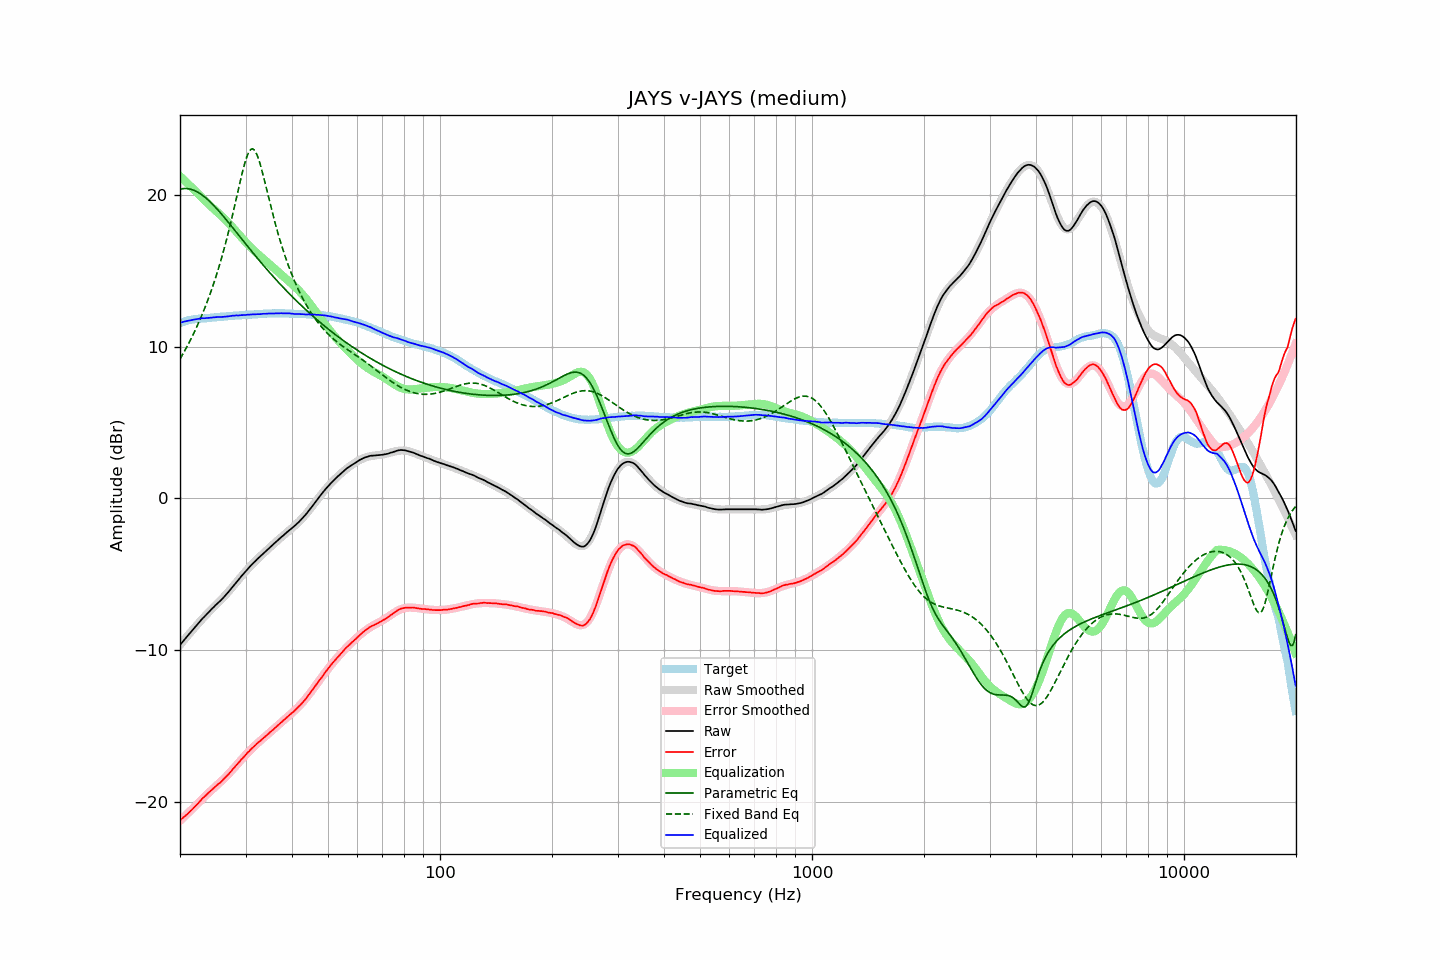 JAYS v-JAYS (medium)
Amplitude (dBr)
20
10
0
−10
−20
100
1000
10000
Frequency (Hz)
Target
Raw Smoothed
Error Smoothed
Raw
Error
Equalization
Parametric Eq
Fixed Band Eq
Equalized